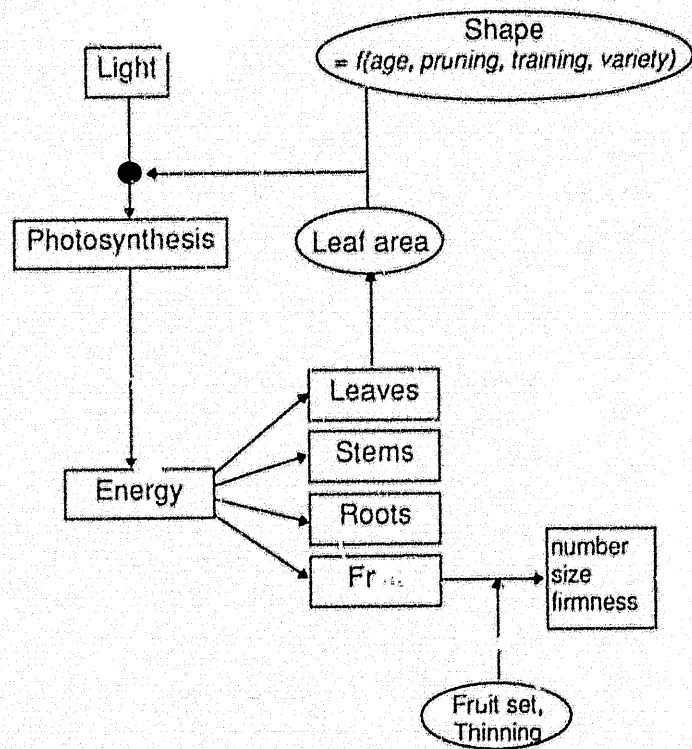 Shape
= f(age, pruning, training, variety)
Light
Photosynthesis
Leaf area
Leaves
Stems
Energy
Roots
number
size
firmness
Fruit set,
Thinning